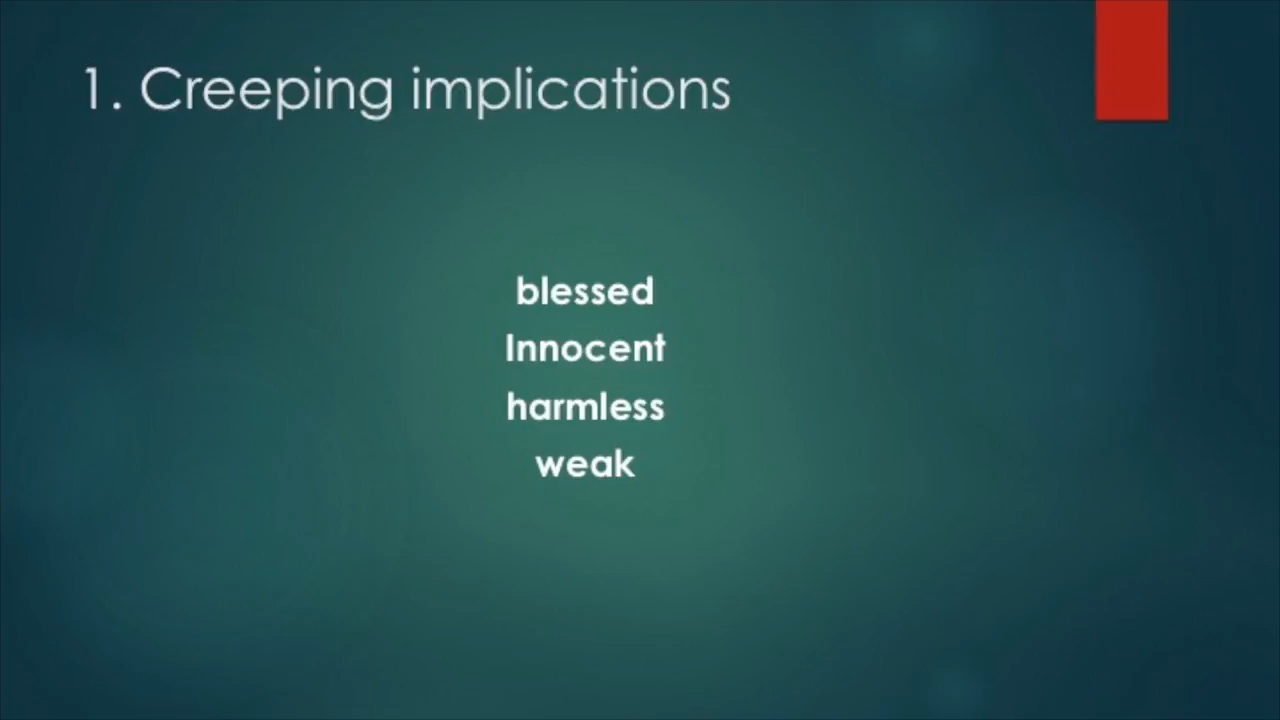 1. Creeping implications
blessed
Innocent
harmless
weak